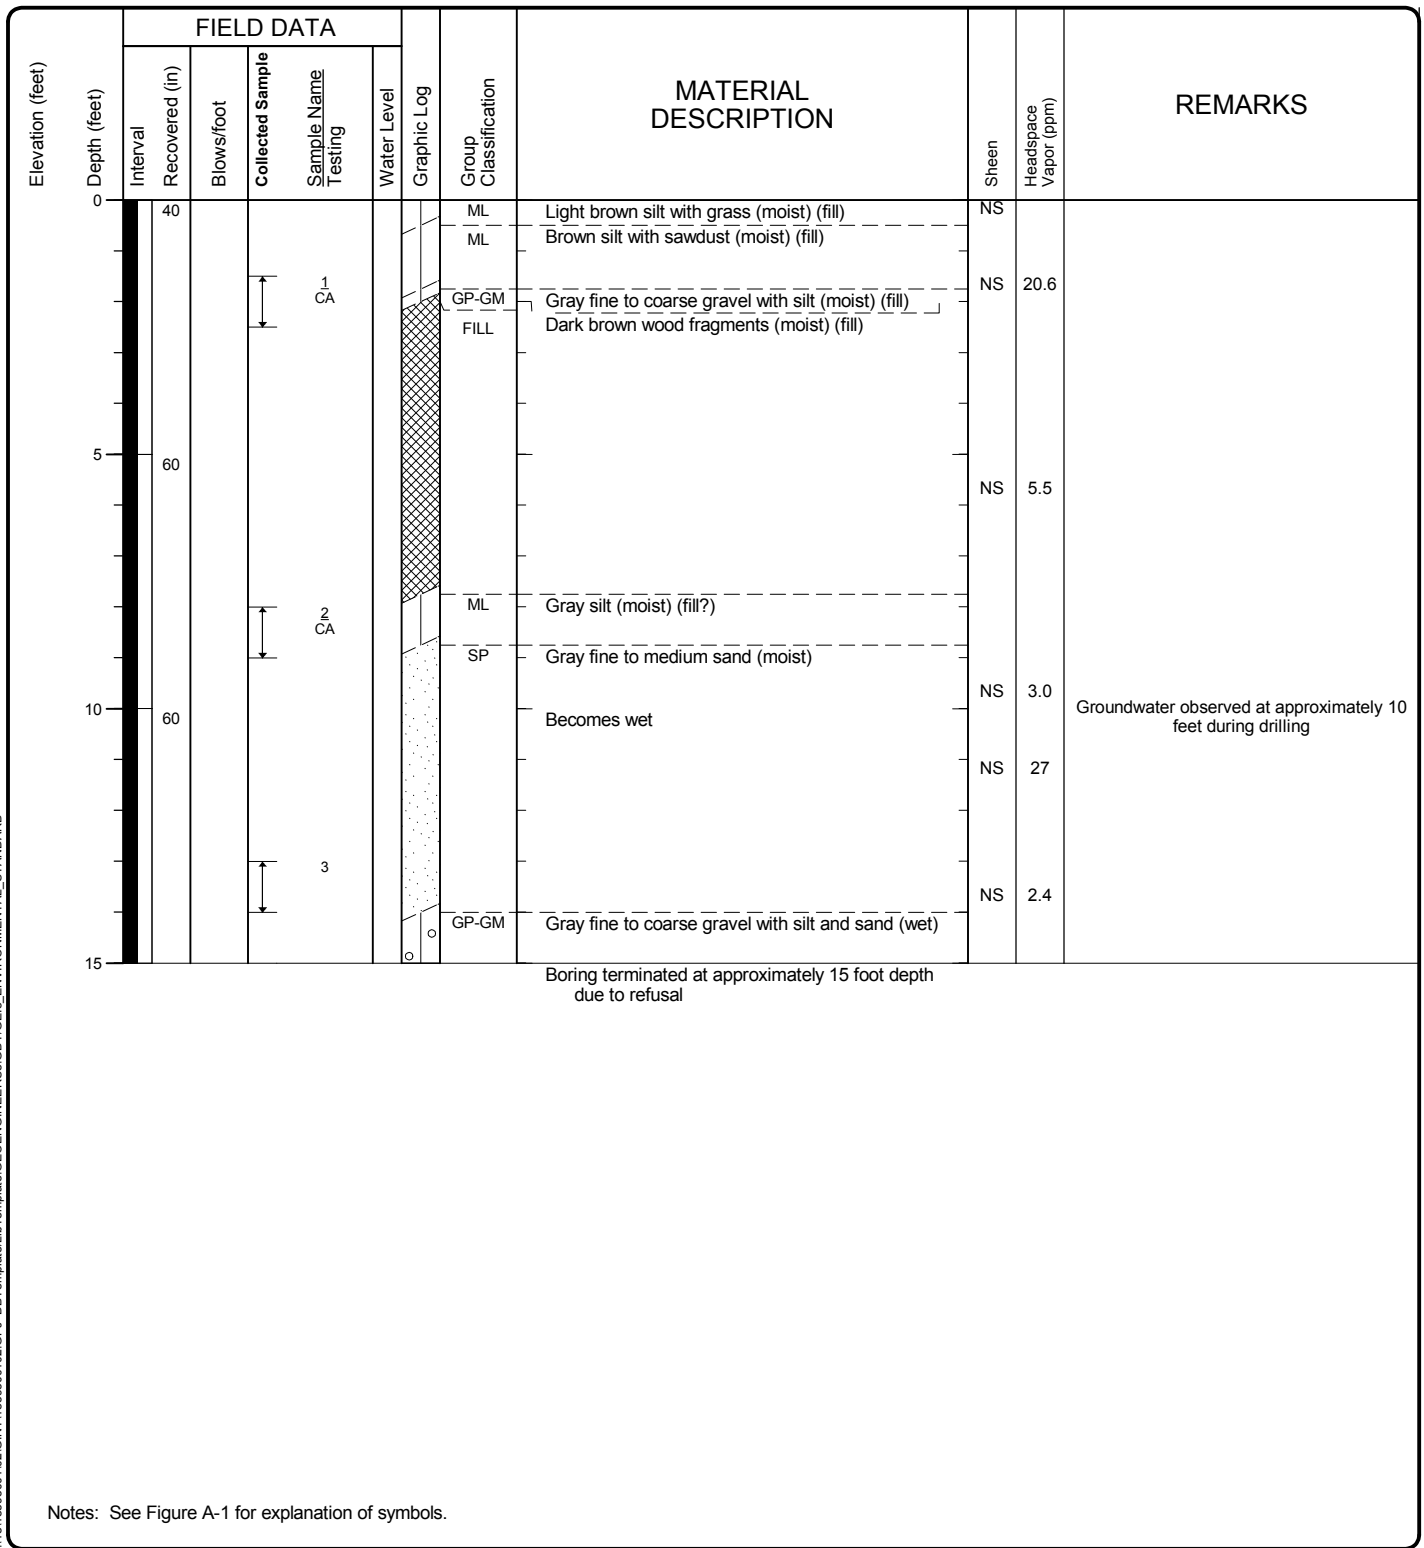 FIELD DATA
Elevation (feet)
Depth (feet)
Interval
Recovered (in)
Blows/foot
Collected Sample
Sample Name
Testing
Water Level
Graphic Log
Group
Classification
MATERIAL
DESCRIPTION
Sheen
Headspace
Vapor (ppm)
REMARKS
0
40
ML
Light brown silt with grass (moist) (fill)
NS
ML
Brown silt with sawdust (moist) (fill)
1
CA
NS
20.6
GP-GM
Gray fine to coarse gravel with silt (moist) (fill)
FILL
Dark brown wood fragments (moist) (fill)
5
60
NS
5.5
2
CA
ML
Gray silt (moist) (fill?)
SP
Gray fine to medium sand (moist)
NS
3.0
10
60
Becomes wet
Groundwater observed at approximately 10
feet during drilling
NS
27
3
NS
2.4
GP-GM
Gray fine to coarse gravel with silt and sand (wet)
15
Boring terminated at approximately 15 foot depth
due to refusal
Notes: See Figure A-1 for explanation of symbols.